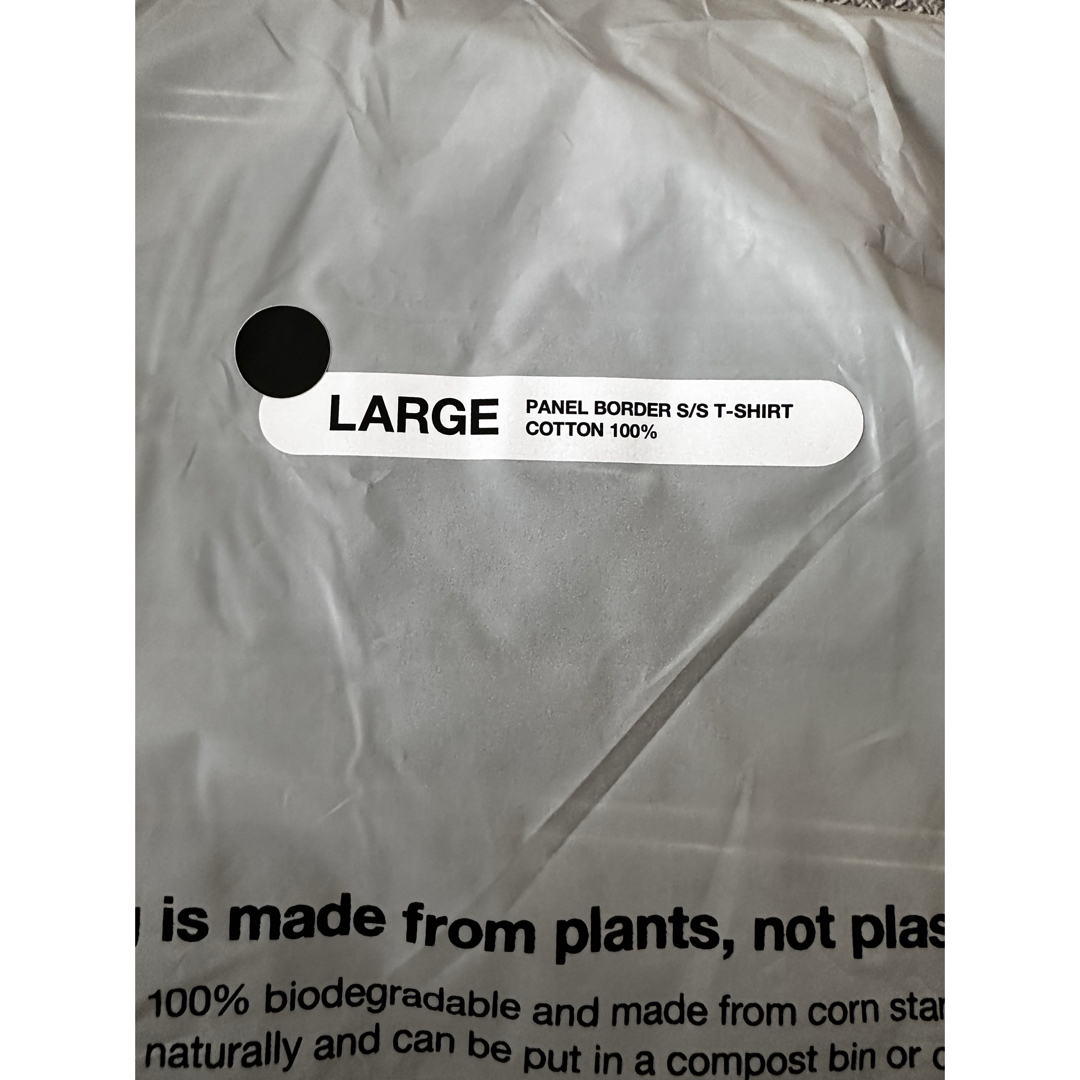 LARGE
PANEL BORDER S/S T-SHIRT
COTTON 100%
is made from plants, not plas
100% biodegradable and made from corn star
naturally and can be put in a compost bin or